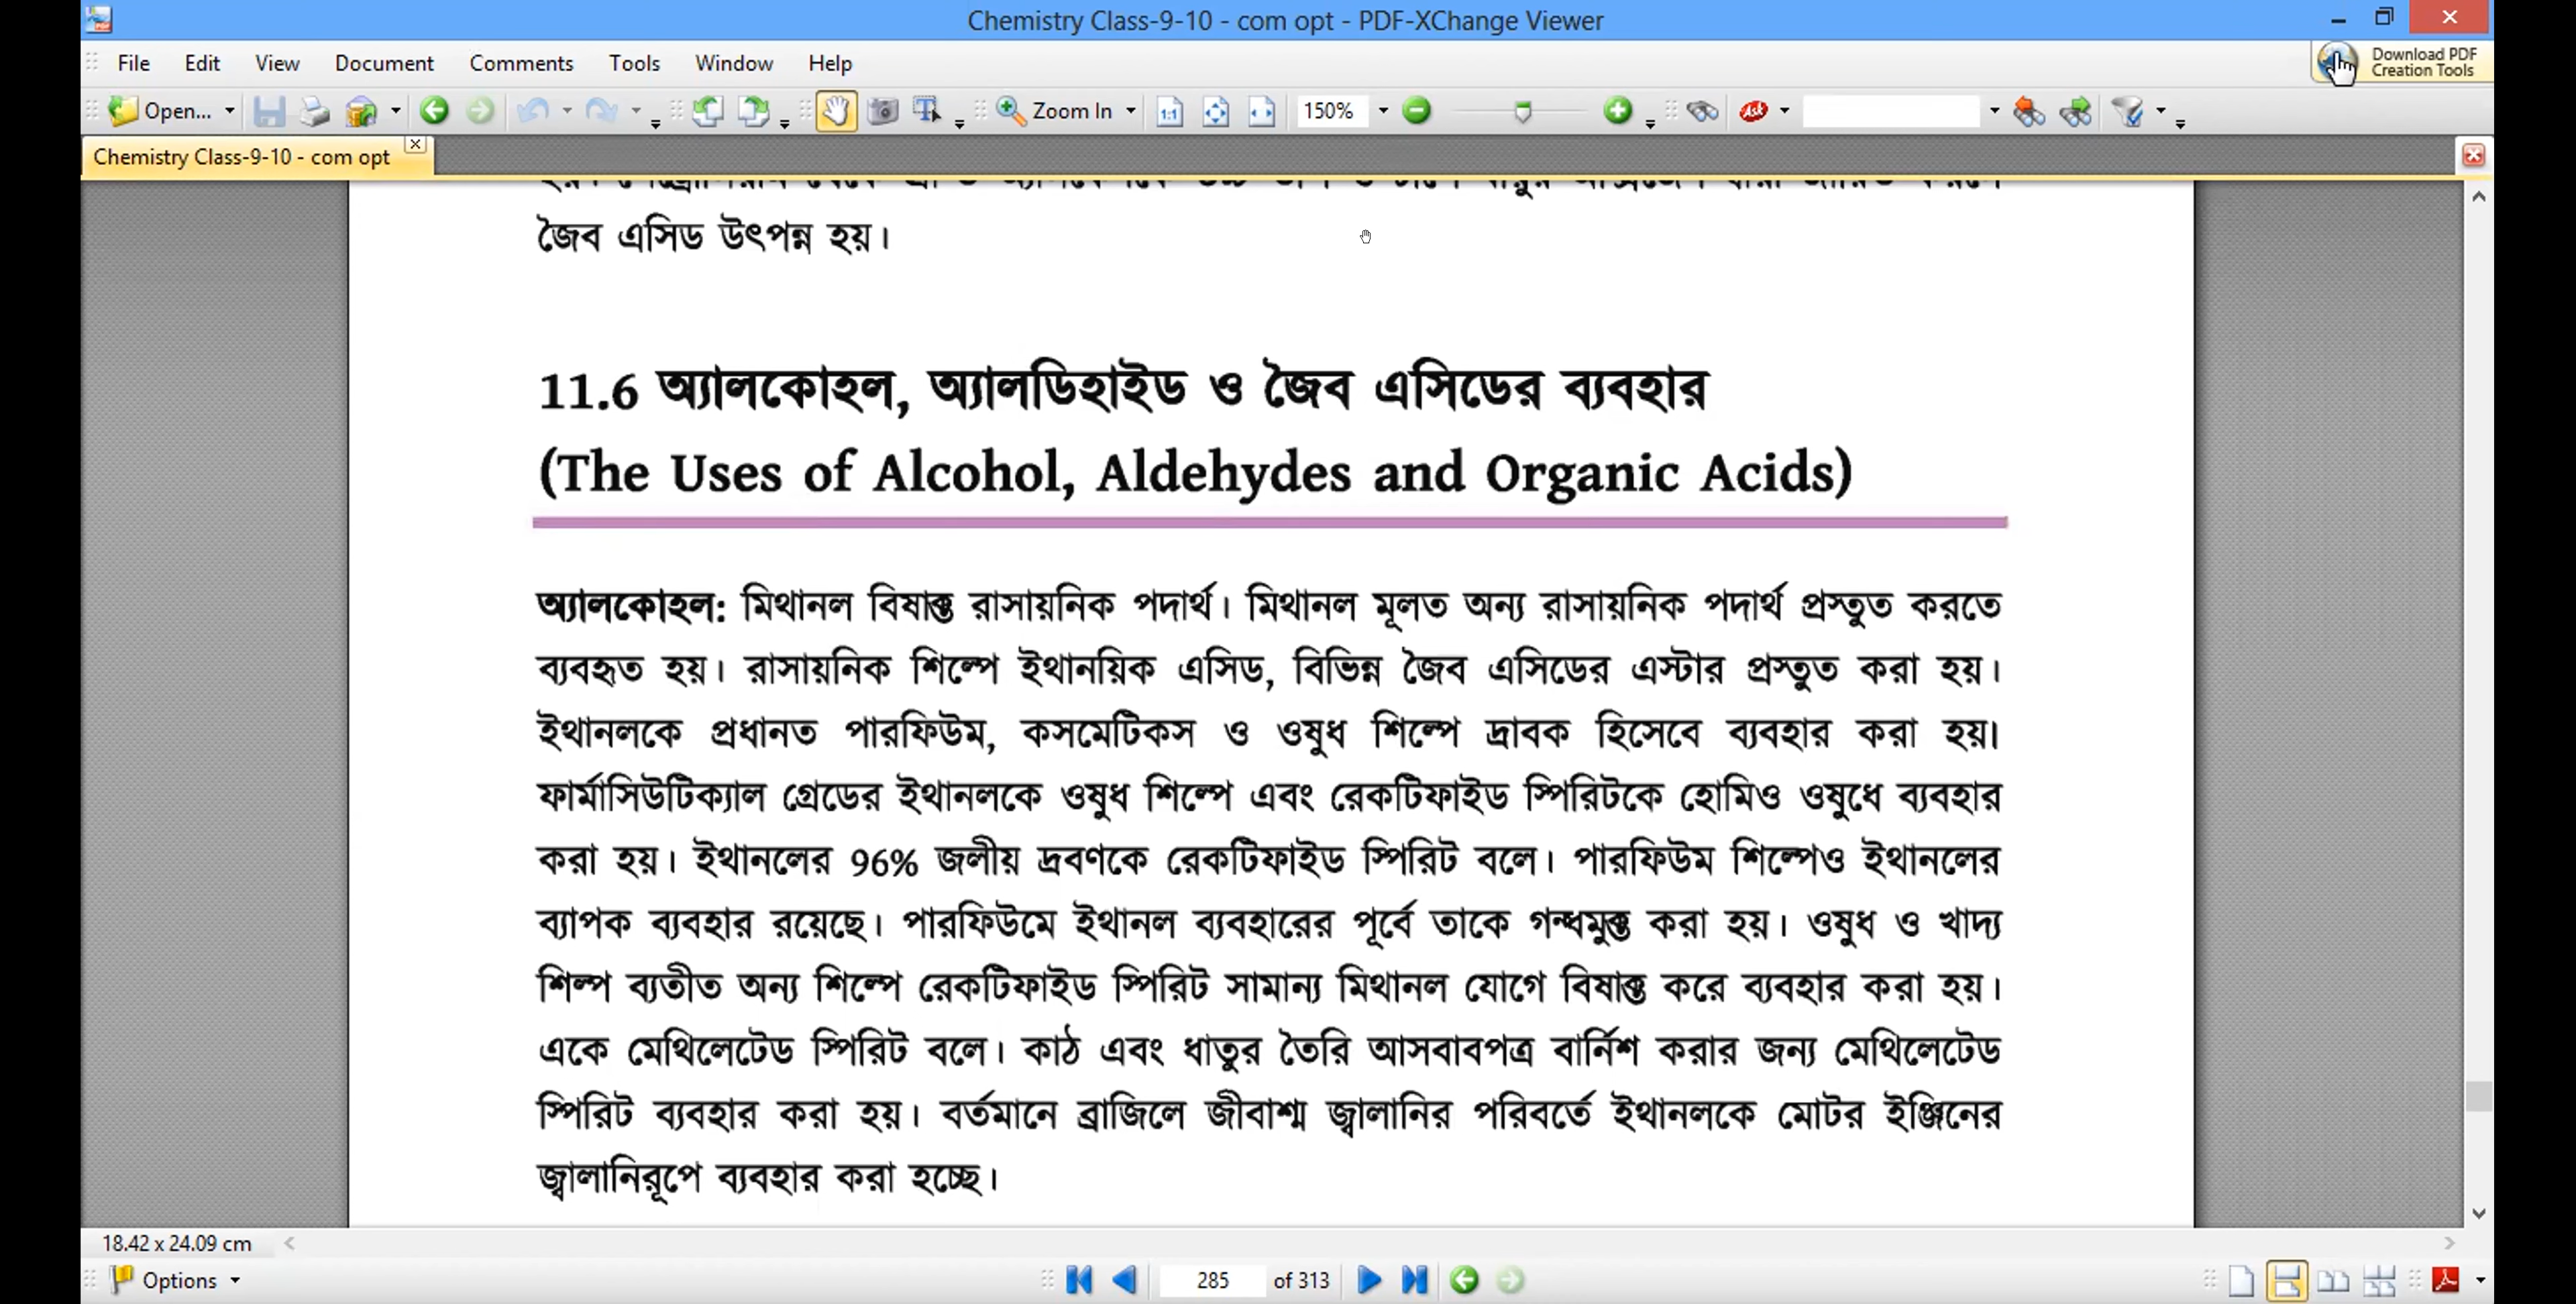 Chemistry Class-9-10 - com opt - PDF-XChange Viewer
File Edit View Document Comments Tools Window Help
Download PDF
Creation Tools
Open... Zoom In 150%
Chemistry Class-9-10 - com opt
জৈব এসিড উৎপন্ন হয়।
11.6 অ্যালকোহল, অ্যালডিহাইড ও জৈব এসিডের ব্যবহার
(The Uses of Alcohol, Aldehydes and Organic Acids)
অ্যালকোহল: মিথানল বিষাক্ত রাসায়নিক পদার্থ। মিথানল মূলত অন্য রাসায়নিক পদার্থ প্রস্তুত করতে
ব্যবহৃত হয়। রাসায়নিক শিল্পে ইথানয়িক এসিড, বিভিন্ন জৈব এসিডের এস্টার প্রস্তুত করা হয়।
ইথানলকে প্রধানত পারফিউম, কসমেটিকস ও ওষুধ শিল্পে দ্রাবক হিসেবে ব্যবহার করা হয়।
ফার্মাসিউটিক্যাল গ্রেডের ইথানলকে ওষুধ শিল্পে এবং রেকটিফাইড স্পিরিটকে হোমিও ওষুধে ব্যবহার
করা হয়। ইথানলের 96% জলীয় দ্রবণকে রেকটিফাইড স্পিরিট বলে। পারফিউম শিল্পেও ইথানলের
ব্যাপক ব্যবহার রয়েছে। পারফিউমে ইথানল ব্যবহারের পূর্বে তাকে গন্ধমুক্ত করা হয়। ওষুধ ও খাদ্য
শিল্প ব্যতীত অন্য শিল্পে রেকটিফাইড স্পিরিট সামান্য মিথানল যোগে বিষাক্ত করে ব্যবহার করা হয়।
একে মেথিলেটেড স্পিরিট বলে। কাঠ এবং ধাতুর তৈরি আসবাবপত্র বার্নিশ করার জন্য মেথিলেটেড
স্পিরিট ব্যবহার করা হয়। বর্তমানে ব্রাজিলে জীবাশ্ম জ্বালানির পরিবর্তে ইথানলকে মোটর ইঞ্জিনের
জ্বালানিরূপে ব্যবহার করা হচ্ছে।
18.42 x 24.09 cm
Options 285 of 313